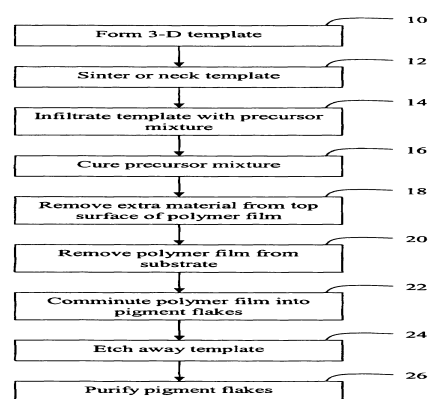 10
Form 3-D template
12
Sinter or neck template
14
Infiltrate template with precursor
mixture
16
Cure precursor mixture
18
Remove extra material from top
surface of polymer film
20
Remove polymer film from
substrate
22
Comminute polymer film into
pigment flakes
24
Etch away template
26
Purify pigment flakes